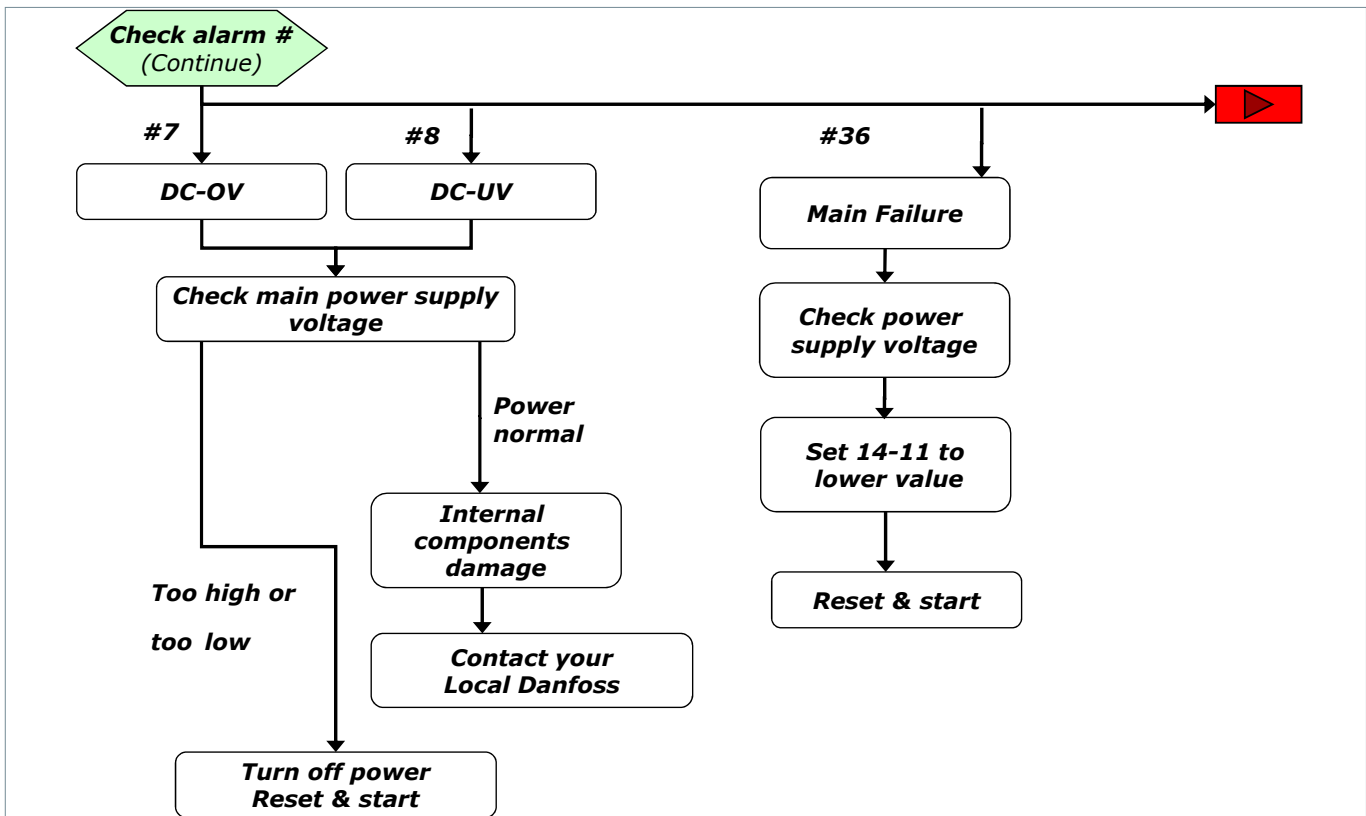 Check alarm #
(Continue)
#7
#8
#36
DC-OV
DC-UV
Main Failure
Check main power supply
voltage
Check power
supply voltage
Power
normal
Set 14-11 to
lower value
Internal
components
damage
Too high or
too low
Reset & start
Contact your
Local Danfoss
Turn off power
Reset & start